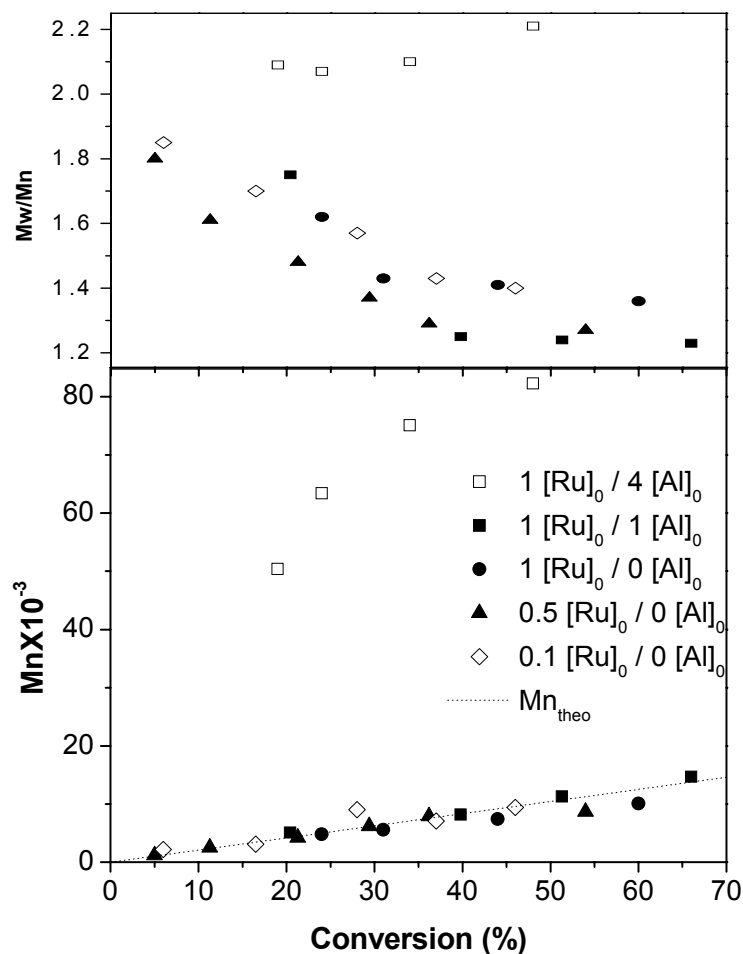 2.2
2.0
1.8
1.6
1.4
1.2
Mw/Mn
80
60
40
20
0
MnX10⁻³
1 [Ru]₀ / 4 [Al]₀
1 [Ru]₀ / 1 [Al]₀
1 [Ru]₀ / 0 [Al]₀
0.5 [Ru]₀ / 0 [Al]₀
0.1 [Ru]₀ / 0 [Al]₀
Mn_theo
0 10 20 30 40 50 60 70
Conversion (%)